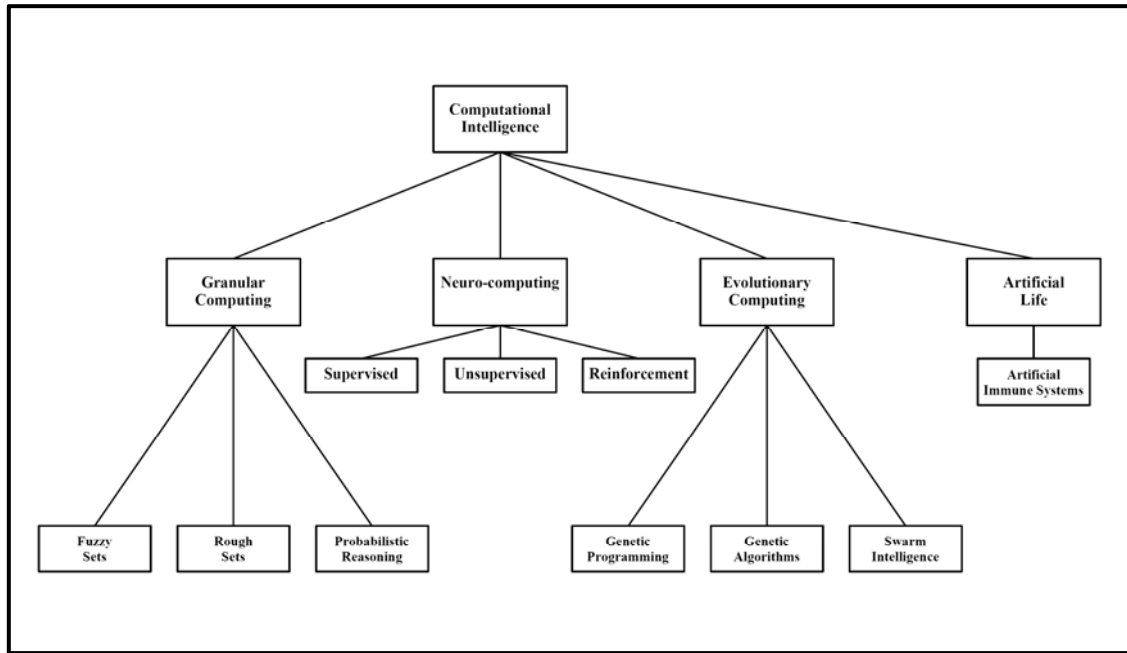 Computational
Intelligence
Granular
Computing
Neuro-computing
Evolutionary
Computing
Artificial
Life
Supervised
Unsupervised
Reinforcement
Artificial
Immune Systems
Fuzzy
Sets
Rough
Sets
Probabilistic
Reasoning
Genetic
Programming
Genetic
Algorithms
Swarm
Intelligence